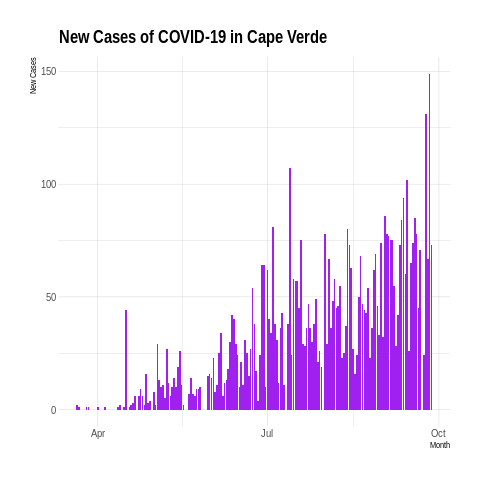 New Cases of COVID-19 in Cape Verde
New Cases
150
100
50
0
Apr
Jul
Oct
Month